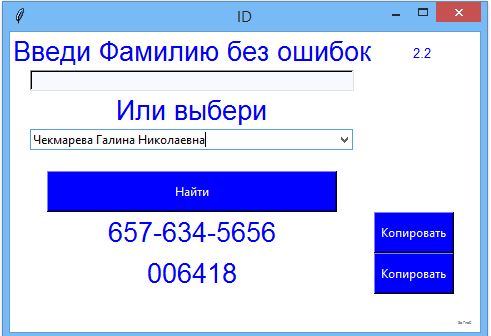 ID
Введи Фамилию без ошибок
2.2
Или выбери
Чекмарева Галина Николаевна
Найти
657-634-5656
Копировать
006418
Копировать